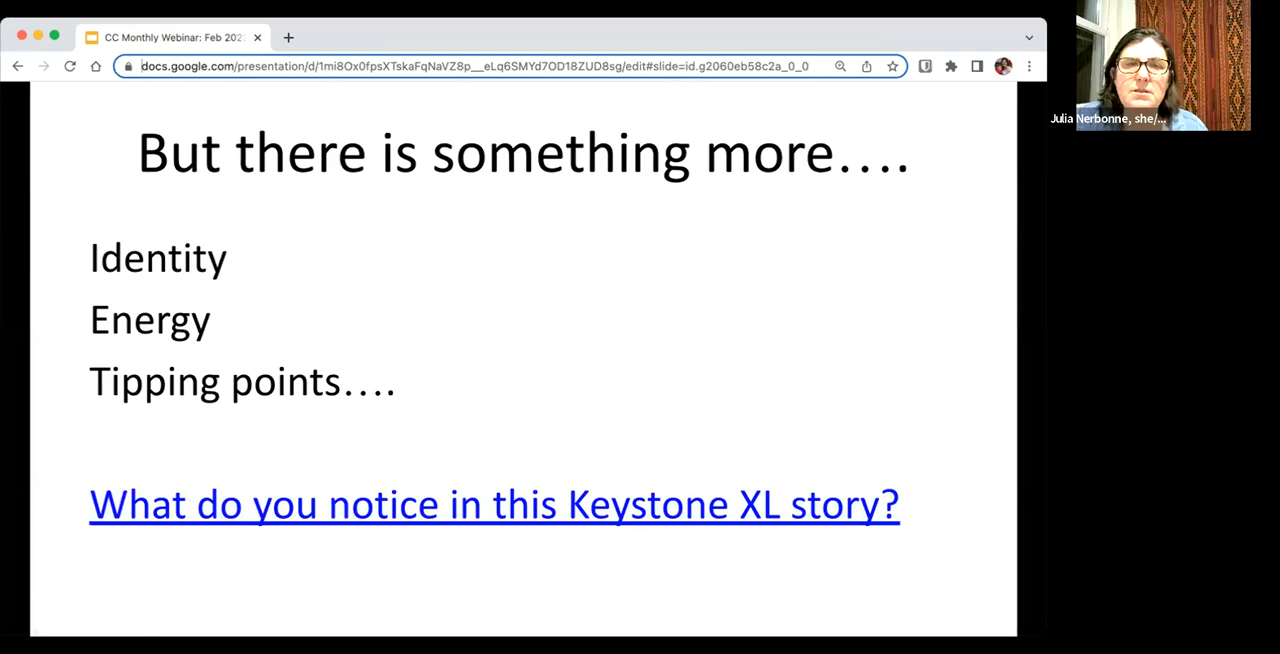 CC Monthly Webinar: Feb 202
docs.google.com/presentation/d/1mi8Ox0fpsXTskaFqNaVZ8p__eLq6SMYd7OD18ZUD8sg/edit#slide=id.g2060eb58c2a_0_0
Julia Nerbonne, she/...
But there is something more....
Identity
Energy
Tipping points....
What do you notice in this Keystone XL story?